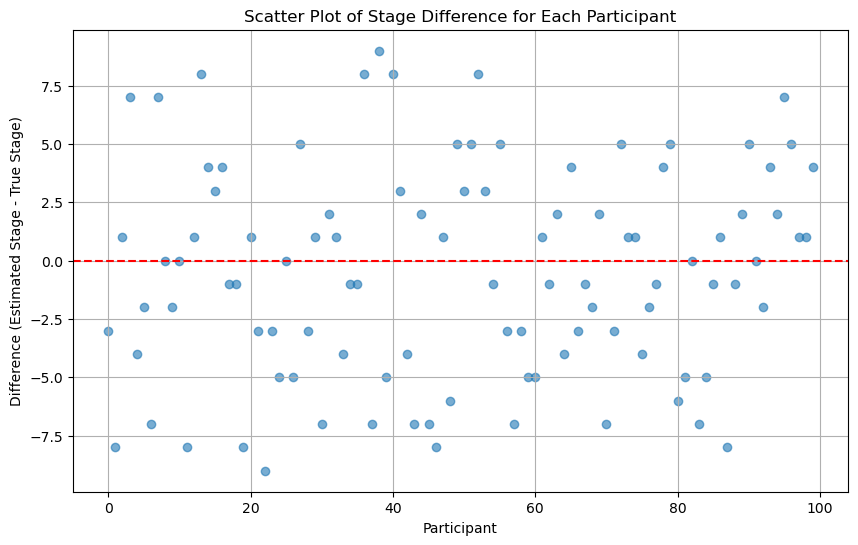 Scatter Plot of Stage Difference for Each Participant
Difference (Estimated Stage - True Stage)
7.5
5.0
2.5
0.0
−2.5
−5.0
−7.5
0 20 40 60 80 100
Participant